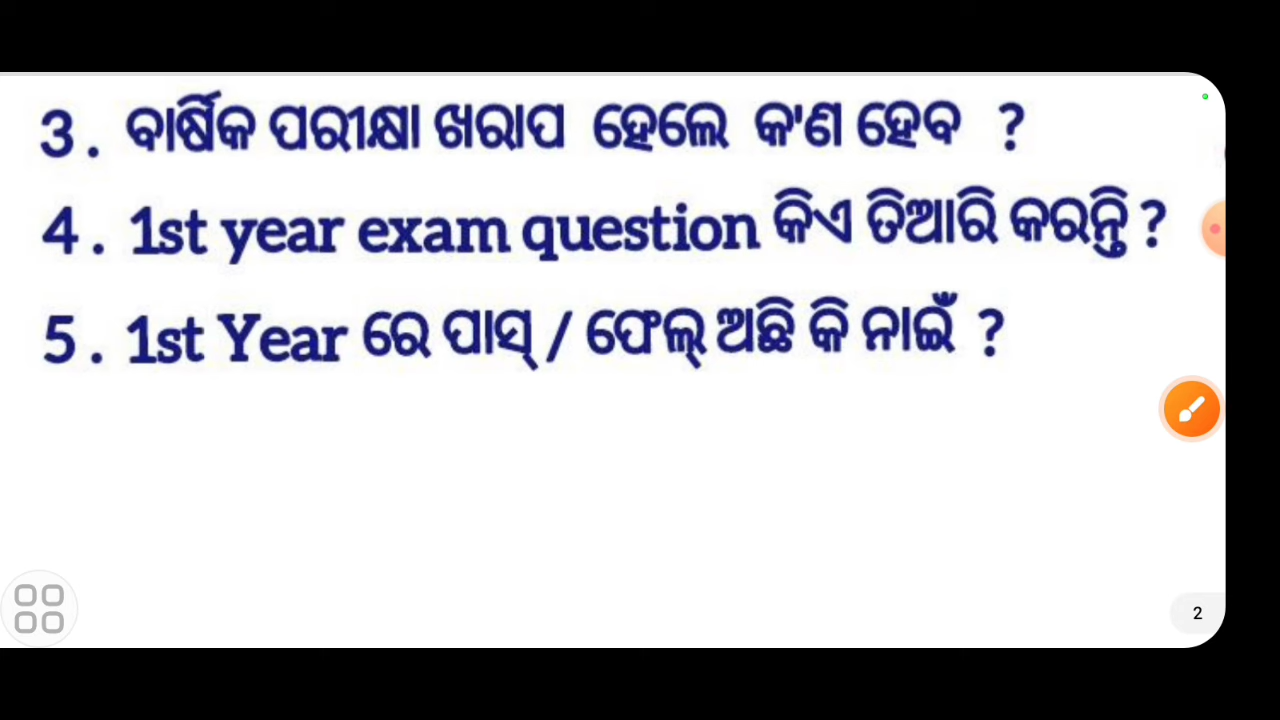 3 . ବାର୍ଷିକ ପରୀକ୍ଷା ଖରାପ ହେଲେ କ'ଣ ହେବ ?
4 . 1st year exam question କିଏ ତିଆରି କରନ୍ତି ?
5 . 1st Year ରେ ପାସ୍ / ଫେଲ୍ ଅଛି କି ନାଇଁ ?
2